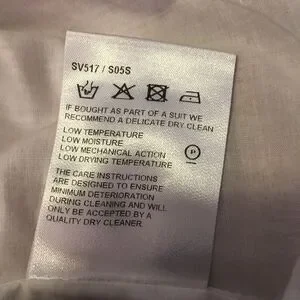 SV517 / S05S
IF BOUGHT AS PART OF A SUIT WE
RECOMMEND A DELICATE DRY CLEAN
LOW TEMPERATURE
LOW MOISTURE
LOW MECHANICAL ACTION
LOW DRYING TEMPERATURE
P
THE CARE INSTRUCTIONS
ARE DESIGNED TO ENSURE
MINIMUM DETERIORATION
DURING CLEANING AND WILL
ONLY BE ACCEPTED BY A
QUALITY DRY CLEANER.